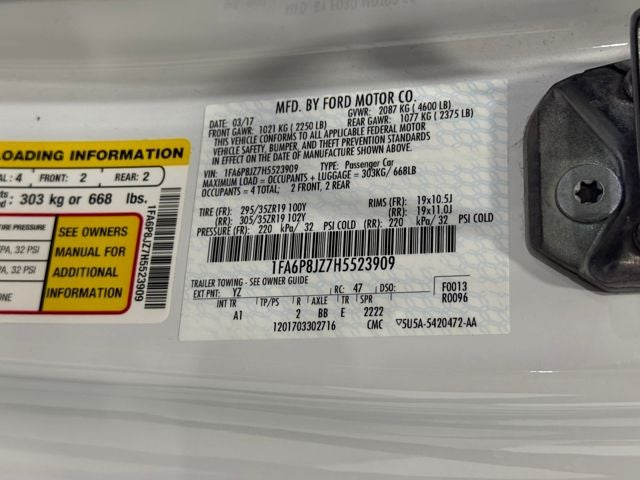 MFD. BY FORD MOTOR CO.
DATE: 03/17 GVWR: 2087 KG ( 4600 LB)
FRONT GAWR: 1021 KG ( 2250 LB) REAR GAWR: 1077 KG ( 2375 LB)
THIS VEHICLE CONFORMS TO ALL APPLICABLE FEDERAL MOTOR
VEHICLE SAFETY, BUMPER, AND THEFT PREVENTION STANDARDS IN
EFFECT ON THE DATE OF MANUFACTURE SHOWN ABOVE.
VIN: 1FA6P8JZ7H5523909 TYPE: Passenger Car
MAXIMUM LOAD = OCCUPANTS + LUGGAGE = 303KG/ 668LB
OCCUPANTS = 4 TOTAL: 2 FRONT, 2 REAR
TIRE (FR): 295/35ZR19 100Y RIMS (FR): 19x10.5J
(RR): 305/35ZR19 102Y (RR): 19x11.0J
PRESSURE (FR): 220 kPa/ 32 PSI COLD (RR): 220 kPa/ 32 PSI COLD
1FA6P8JZ7H5523909
TRAILER TOWING - SEE OWNER GUIDE
EXT PNT: YZ RC: 47 DSO: F0013
R0096
INT TR TP/PS R AXLE TR SPR
A1 2 BB E 2222
1201703302716 CMC 5U5A-5420472-AA
LOADING INFORMATION
AL: 4 FRONT: 2 REAR: 2
303 kg or 668 lbs.
TIRE PRESSURE
PA, 32 PSI
PA, 32 PSI
ONE
SEE OWNERS
MANUAL FOR
ADDITIONAL
INFORMATION
1FA6P8JZ7H5523909